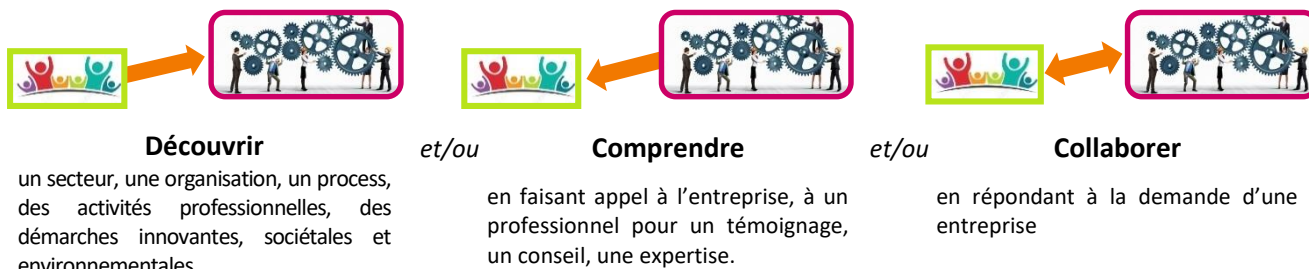 Découvrir
un secteur, une organisation, un process,
des activités professionnelles, des
démarches innovantes, sociétales et
environnementales
et/ou
Comprendre
en faisant appel à l’entreprise, à un
professionnel pour un témoignage,
un conseil, une expertise.
et/ou
Collaborer
en répondant à la demande d’une
entreprise